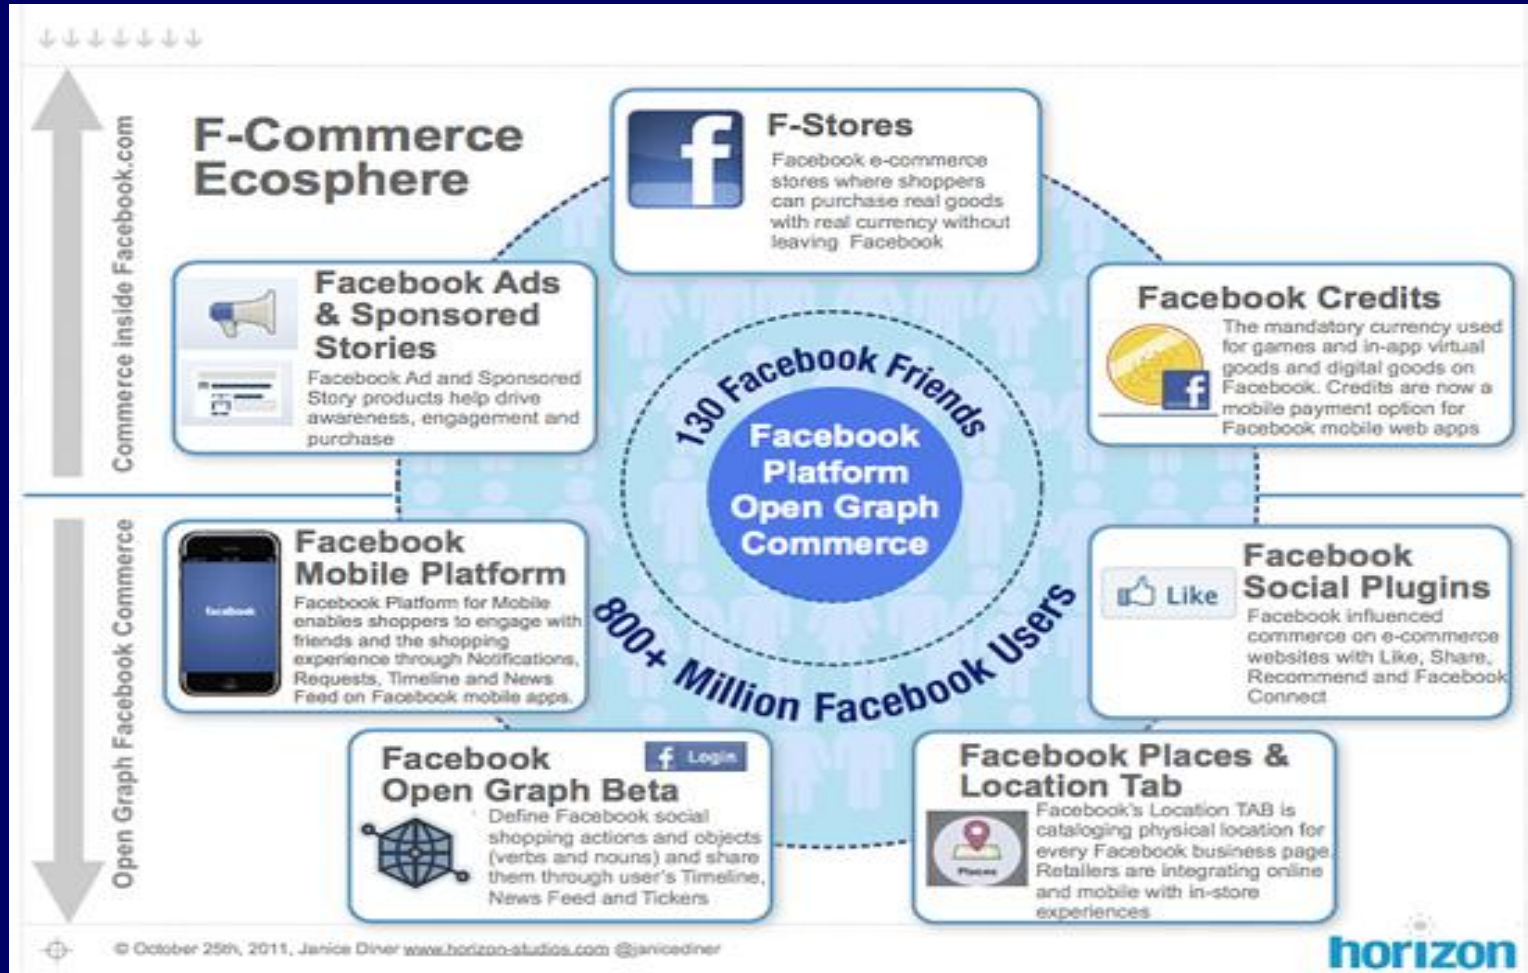 F-Commerce
Ecosphere
Commerce inside Facebook.com
F-Stores
Facebook e-commerce
stores where shoppers
can purchase real goods
with real currency without
leaving Facebook
Facebook Ads
& Sponsored
Stories
Facebook Ad and Sponsored
Story products help drive
awareness, engagement and
purchase
Facebook Credits
The mandatory currency used
for games and in-app virtual
goods and digital goods on
Facebook. Credits are now a
mobile payment option for
Facebook mobile web apps
130 Facebook Friends
Facebook
Platform
Open Graph
Commerce
800+ Million Facebook Users
Open Graph Facebook Commerce
facebook
Facebook
Mobile Platform
Facebook Platform for Mobile
enables shoppers to engage with
friends and the shopping
experience through Notifications,
Requests, Timeline and News
Feed on Facebook mobile apps.
Like
Facebook
Social Plugins
Facebook influenced
commerce on e-commerce
websites with Like, Share,
Recommend and Facebook
Connect
Facebook
Open Graph Beta
f Login
Define Facebook social
shopping actions and objects
(verbs and nouns) and share
them through user's Timeline,
News Feed and Tickers
Facebook Places &
Location Tab
Places
Facebook's Location TAB is
cataloging physical location for
every Facebook business page.
Retailers are integrating online
and mobile with in-store
experiences
© October 25th, 2011, Janice Diner www.horizon-studios.com @janicediner
horizon